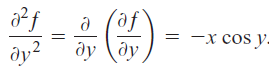 ∂²f/∂y² = ∂/∂y (∂f/∂y) = −x cos y.